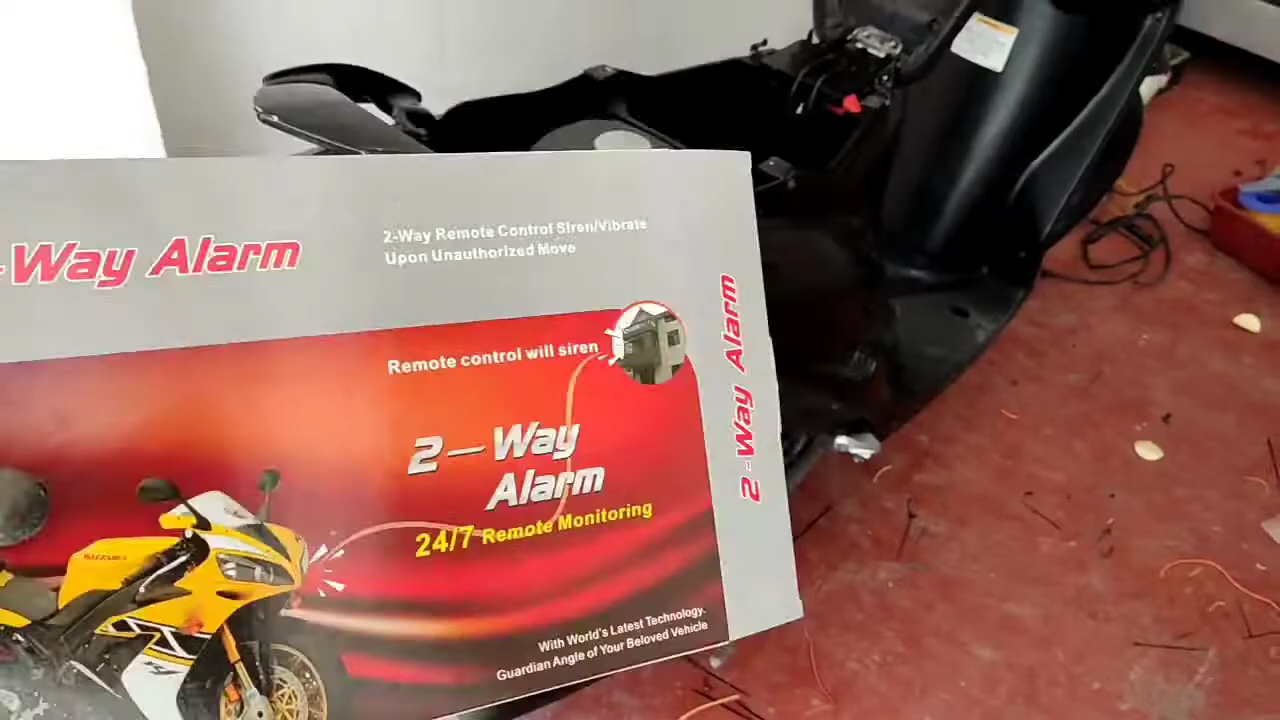 -Way Alarm
2-Way Remote Control Siren/Vibrate
Upon Unauthorized Move
Remote control will siren
2-Way
Alarm
24/7 Remote Monitoring
With World's Latest Technology.
Guardian Angle of Your Beloved Vehicle
2-Way Alarm